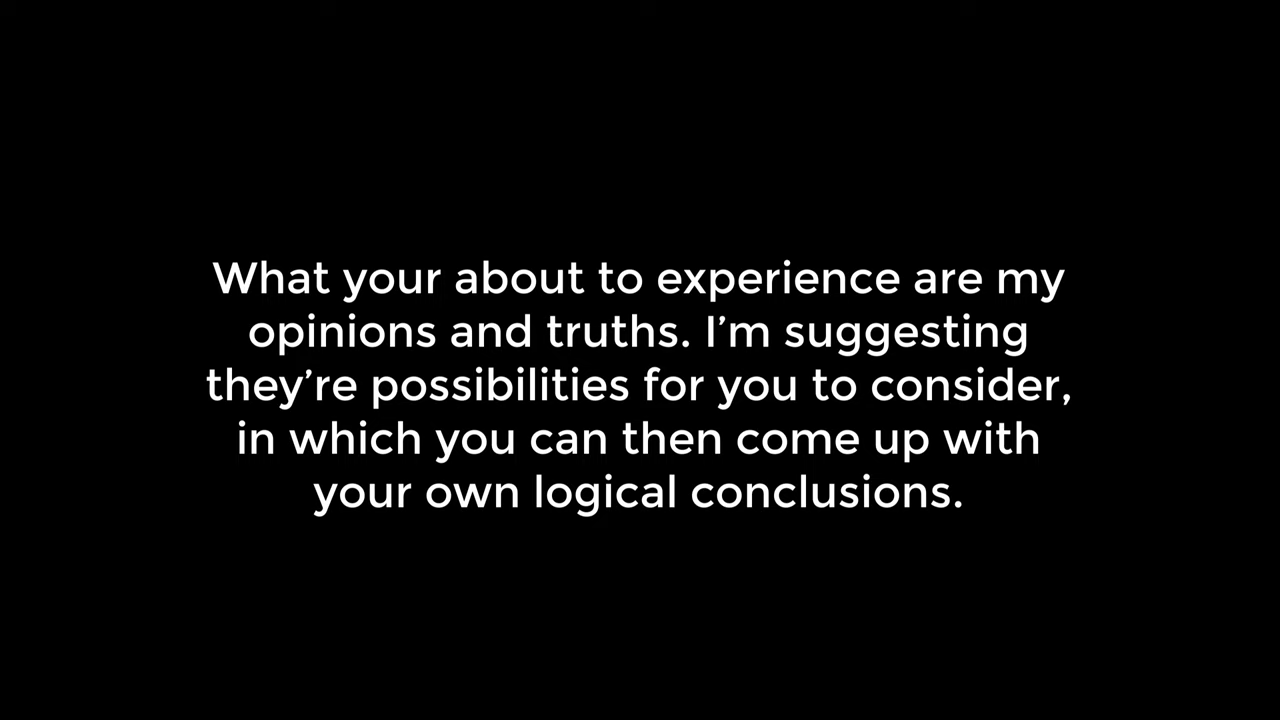 What your about to experience are my
opinions and truths. I’m suggesting
they’re possibilities for you to consider,
in which you can then come up with
your own logical conclusions.